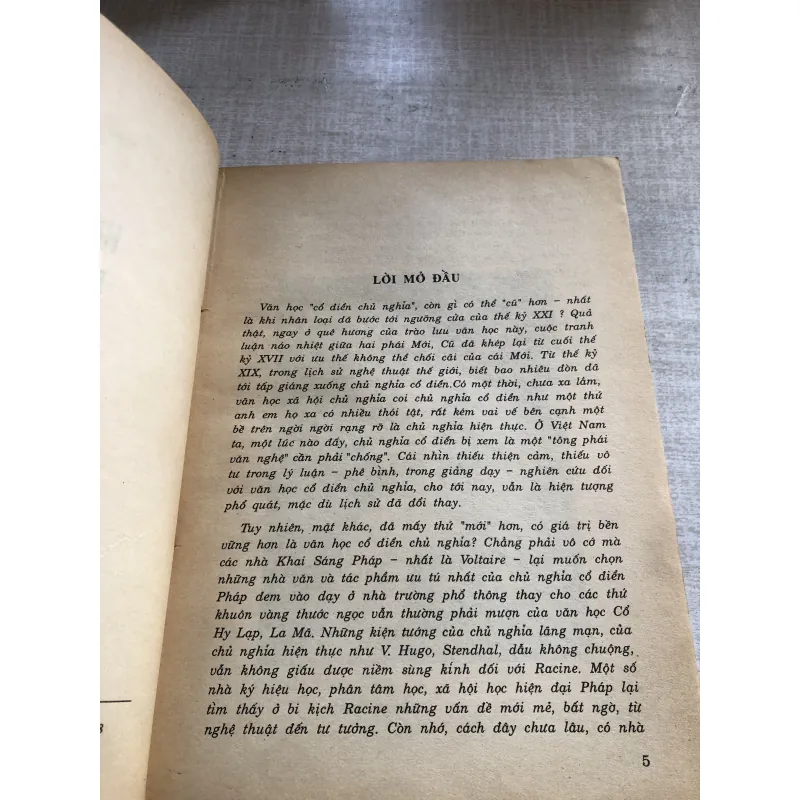 LỜI MỞ ĐẦU
Văn học "cổ điển chủ nghĩa", còn gì có thể "cũ" hơn – nhất
là khi nhân loại đã bước tới ngưỡng cửa của thế kỷ XXI ? Quả
thật, ngay ở quê hương của trào lưu văn học này, cuộc tranh
luận náo nhiệt giữa hai phái Mới, Cũ đã khép lại từ cuối thế
kỷ XVII với ưu thế không thể chối cãi của cái Mới. Từ thế kỷ
XIX, trong lịch sử nghệ thuật thế giới, biết bao nhiêu đòn đã
tới tấp giáng xuống chủ nghĩa cổ điển.Có một thời, chưa xa lắm,
văn học xã hội chủ nghĩa coi chủ nghĩa cổ điển như một thứ
anh em họ xa có nhiều thói tật, rất kém vai vế bên cạnh một
bề trên ngời ngời rạng rỡ là chủ nghĩa hiện thực. Ở Việt Nam
ta, một lúc nào đấy, chủ nghĩa cổ điển bị xem là một "tông phái
văn nghệ" cần phải "chống". Cái nhìn thiếu thiện cảm, thiếu vô
tư trong lý luận – phê bình, trong giảng dạy – nghiên cứu đối
với văn học cổ điển chủ nghĩa, cho tới nay, vẫn là hiện tượng
phổ quát, mặc dù lịch sử đã đổi thay.
Tuy nhiên, mặt khác, đã mấy thứ "mới" hơn, có giá trị bền
vững hơn là văn học cổ điển chủ nghĩa? Chẳng phải vô cớ mà
các nhà Khai Sáng Pháp – nhất là Voltaire – lại muốn chọn
những nhà văn và tác phẩm ưu tú nhất của chủ nghĩa cổ điển
Pháp đem vào dạy ở nhà trường phổ thông thay cho các thứ
khuôn vàng thước ngọc vẫn thường phải mượn của văn học Cổ
Hy Lạp, La Mã. Những kiện tướng của chủ nghĩa lãng mạn, của
chủ nghĩa hiện thực như V. Hugo, Stendhal, dẫu không chuộng,
vẫn không giấu được niềm sùng kính đối với Racine. Một số
nhà ký hiệu học, phân tâm học, xã hội học hiện đại Pháp lại
tìm thấy ở bi kịch Racine những vấn đề mới mẻ, bất ngờ, từ
nghệ thuật đến tư tưởng. Còn nhớ, cách đây chưa lâu, có nhà
5